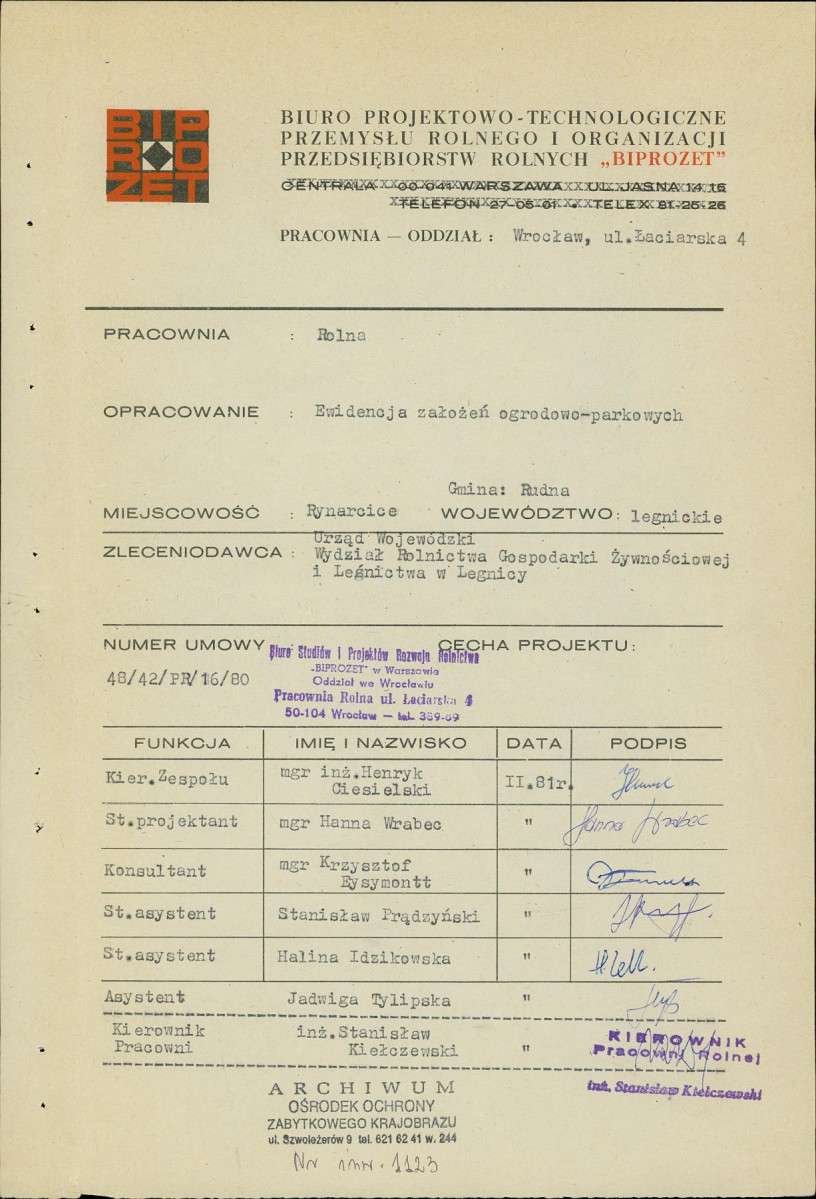 BIP
R O
ZET
BIURO PROJEKTOWO-TECHNOLOGICZNE
PRZEMYSŁU ROLNEGO I ORGANIZACJI
PRZEDSIĘBIORSTW ROLNYCH „BIPROZET”
CENTRALA 00-041 WARSZAWA UL. JASNA 14 16
TELEFON 27-05-01 • TELEX 81-25-26
PRACOWNIA — ODDZIAŁ : Wrocław, ul.Łaciarska 4
PRACOWNIA : Rolna
OPRACOWANIE : Ewidencja założeń ogrodowo-parkowych
Gmina: Rudna
MIEJSCOWOŚĆ : Rynarcice WOJEWÓDZTWO: legnickie
Urząd Wojewódzki
ZLECENIODAWCA : Wydział Rolnictwa Gospodarki Żywnościowej
i Leśnictwa w Legnicy
NUMER UMOWY CECHA PROJEKTU:
48/42/PR/16/80
Biuro Studiów i Projektów Rozwoju Rolnictwa
„BIPROZET” w Warszawie
Oddział we Wrocławiu
Pracownia Rolna ul. Łaciarska 4
50-104 Wrocław — tel. 359-69
FUNKCJA IMIĘ I NAZWISKO DATA PODPIS
Kier.Zespołu mgr inż.Henryk Ciesielski II.81r.
St.projektant mgr Hanna Wrabec " Hanna Wrabec
Konsultant mgr Krzysztof Eysymontt "
St.asystent Stanisław Prądzyński "
St.asystent Halina Idzikowska "
Asystent Jadwiga Tylipska "
Kierownik Pracowni inż.Stanisław Kiełczewski "
KIEROWNIK
Pracowni Rolnej
inż. Stanisław Kiełczewski
ARCHIWUM
OŚRODEK OCHRONY
ZABYTKOWEGO KRAJOBRAZU
ul. Szwoleżerów 9 tel. 621 62 41 w. 244
Nr inw. 1123